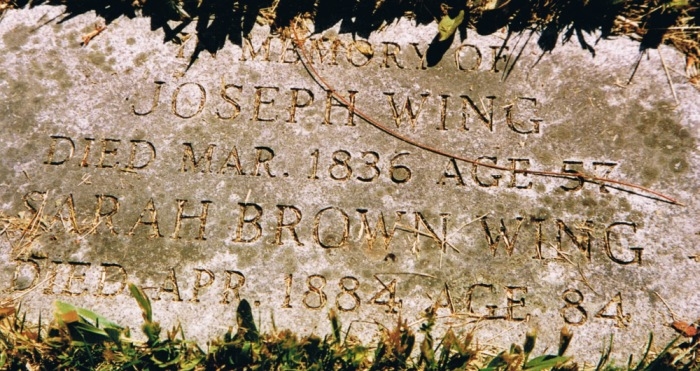 IN MEMORY OF
JOSEPH WING
DIED MAR. 1836 AGE 57
SARAH BROWN WING
DIED APR. 1884 AGE 84